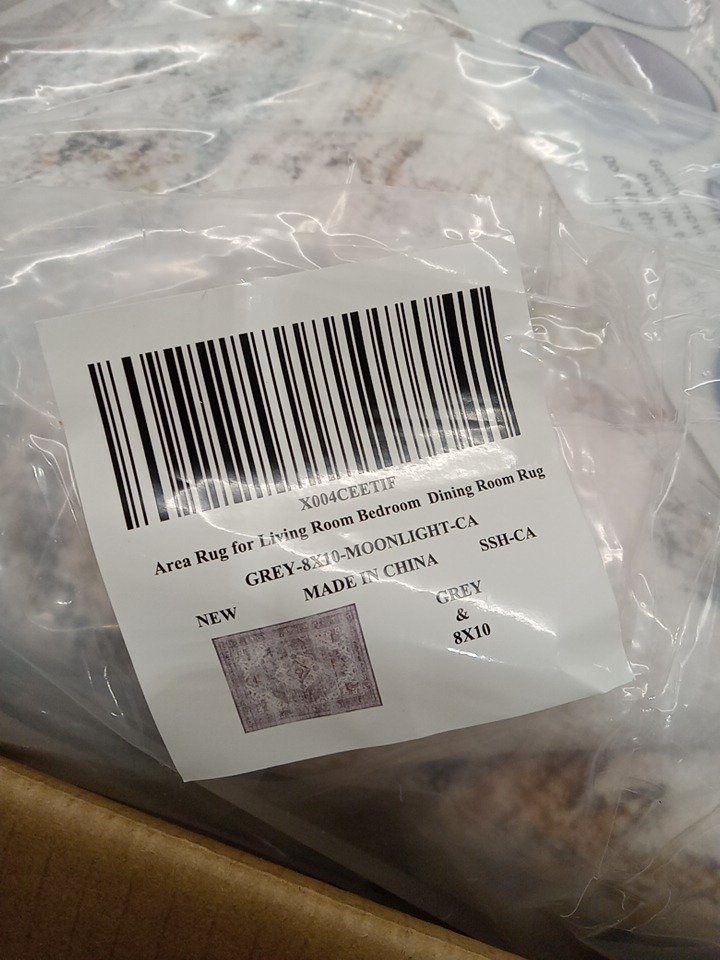 X004CEETIF
Area Rug for Living Room Bedroom Dining Room Rug
GREY-8X10-MOONLIGHT-CA
MADE IN CHINA SSH-CA
NEW
GREY
&
8X10